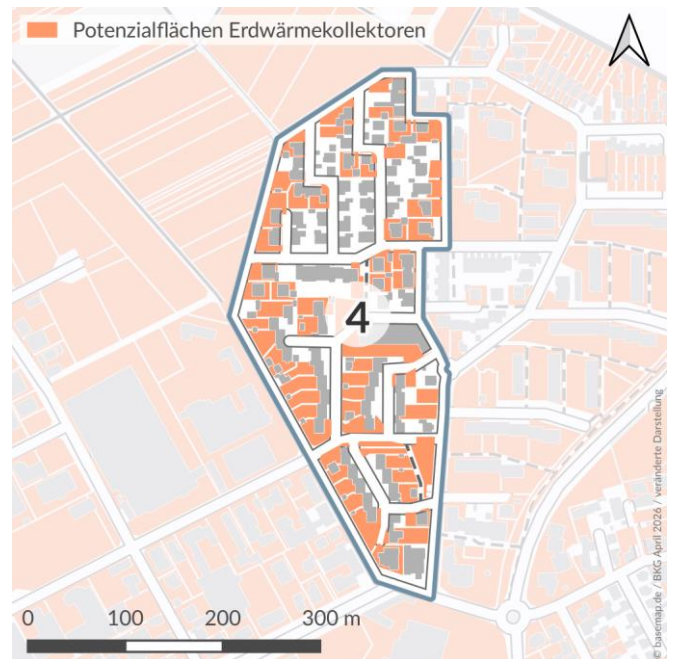 Potenzialflächen Erdwärmekollektoren
4
0 100 200 300 m
© basemap.de / BKG April 2026 / veränderte Darstellung